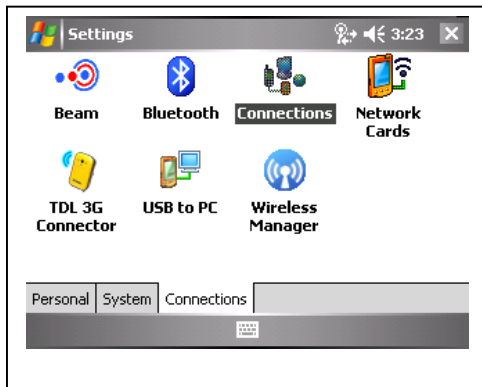 Settings 3:23
Beam Bluetooth Connections Network
Cards
TDL 3G USB to PC Wireless
Connector Manager
Personal System Connections